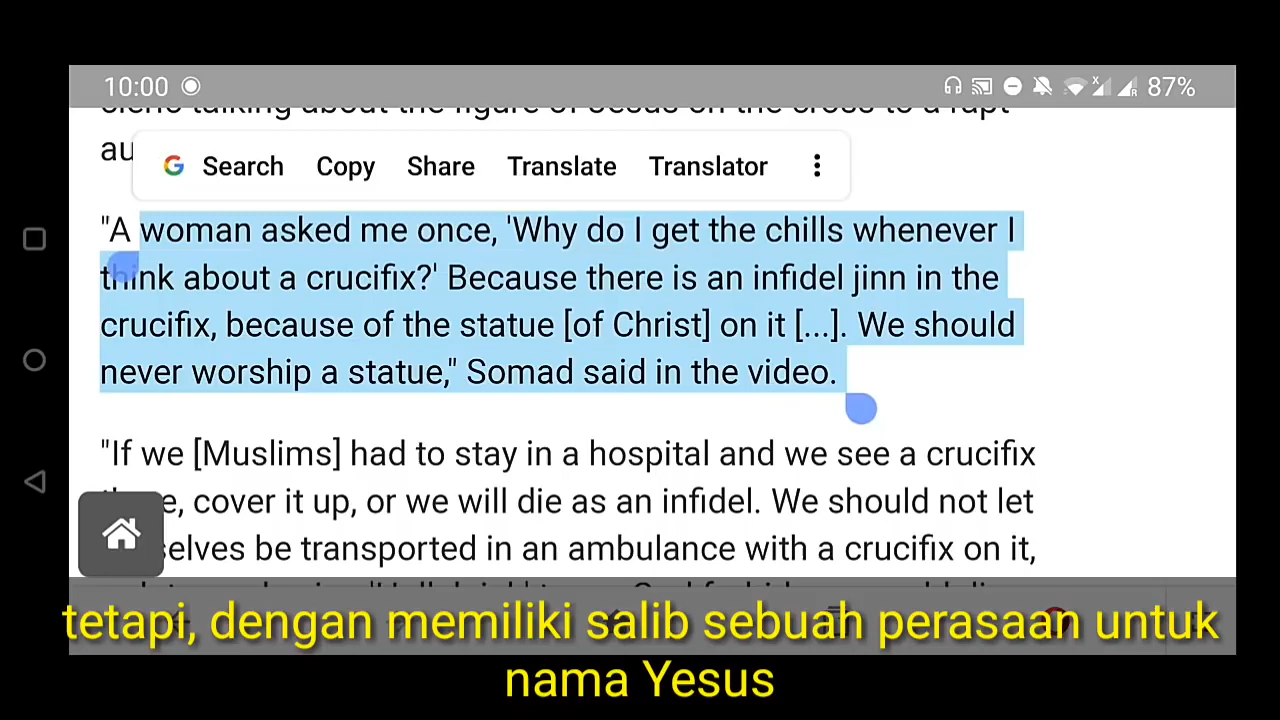 10:00
87%
au
Search Copy Share Translate Translator
"A woman asked me once, 'Why do I get the chills whenever I
think about a crucifix?' Because there is an infidel jinn in the
crucifix, because of the statue [of Christ] on it [...]. We should
never worship a statue," Somad said in the video.
"If we [Muslims] had to stay in a hospital and we see a crucifix
cover it up, or we will die as an infidel. We should not let
selves be transported in an ambulance with a crucifix on it,
tetapi, dengan memiliki salib sebuah perasaan untuk
nama Yesus